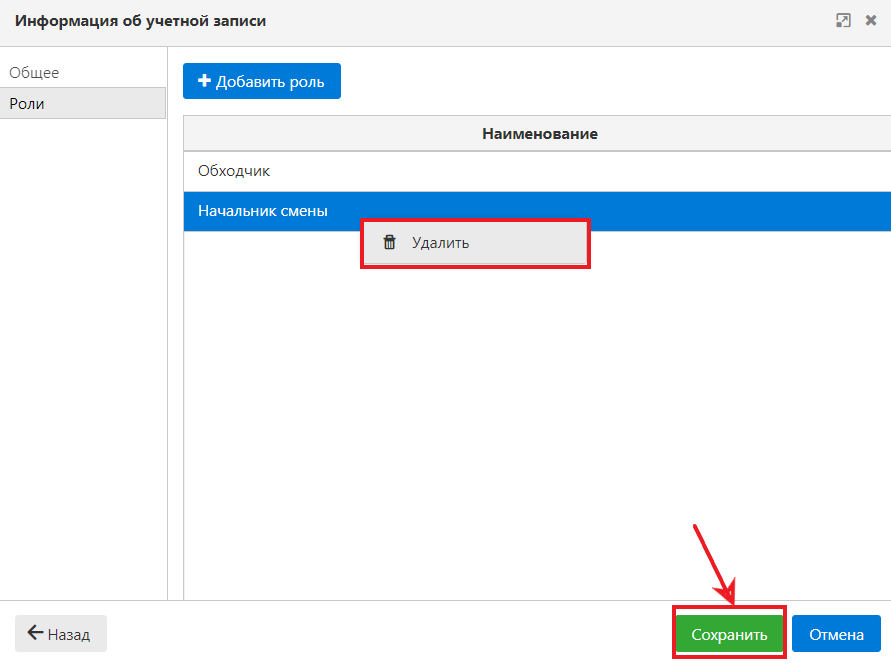 Информация об учетной записи
Общее
Роли
Добавить роль
Наименование
Обходчик
Начальник смены
Удалить
Назад
Сохранить
Отмена